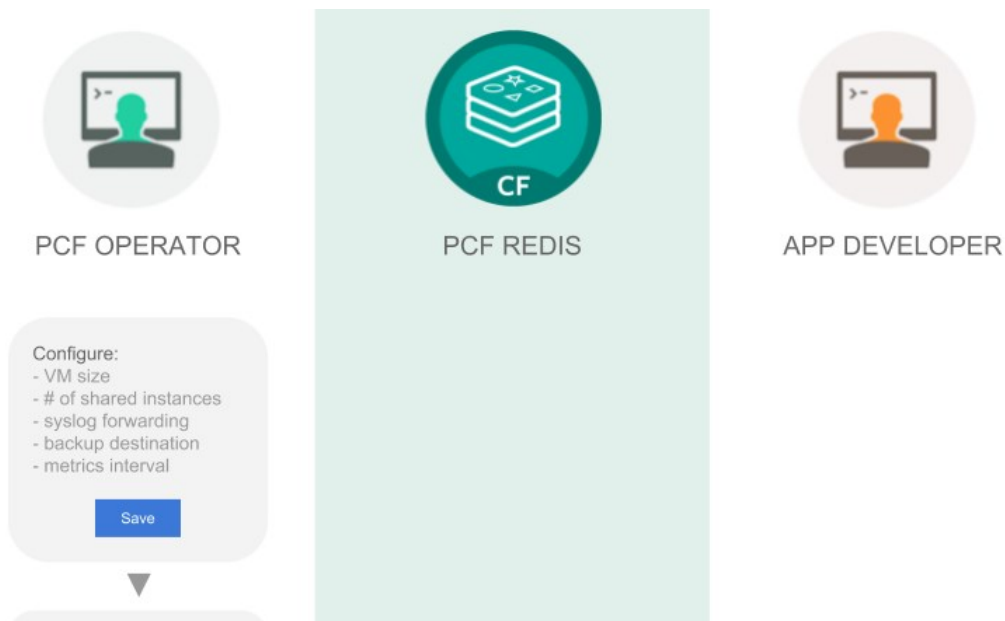 >-
>-
CF
PCF OPERATOR
PCF REDIS
APP DEVELOPER
Configure:
- VM size
- # of shared instances
- syslog forwarding
- backup destination
- metrics interval
Save